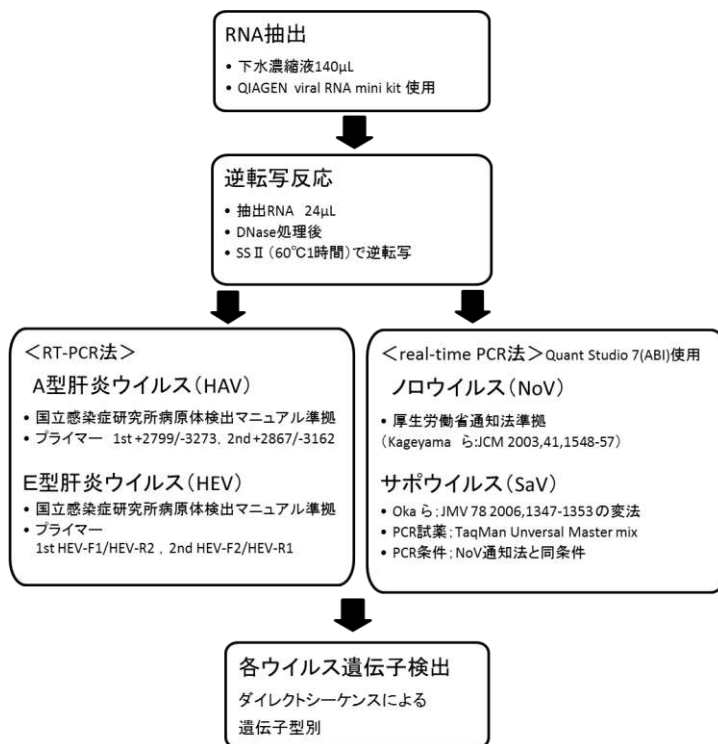 RNA抽出
• 下水濃縮液140μL
• QIAGEN viral RNA mini kit 使用
逆転写反応
• 抽出RNA 24μL
• DNase処理後
• SSⅡ(60℃1時間)で逆転写
<RT-PCR法>
A型肝炎ウイルス(HAV)
• 国立感染症研究所病原体検出マニュアル準拠
• プライマー 1st +2799/-3273, 2nd +2867/-3162
E型肝炎ウイルス(HEV)
• 国立感染症研究所病原体検出マニュアル準拠
• プライマー
1st HEV-F1/HEV-R2 , 2nd HEV-F2/HEV-R1
<real-time PCR法>Quant Studio 7(ABI)使用
ノロウイルス(NoV)
• 厚生労働省通知法準拠
(Kageyama ら:JCM 2003,41,1548-57)
サポウイルス(SaV)
• Oka ら;JMV 78 2006,1347-1353の変法
• PCR試薬;TaqMan Unversal Master mix
• PCR条件;NoV通知法と同条件
各ウイルス遺伝子検出
ダイレクトシーケンスによる
遺伝子型別